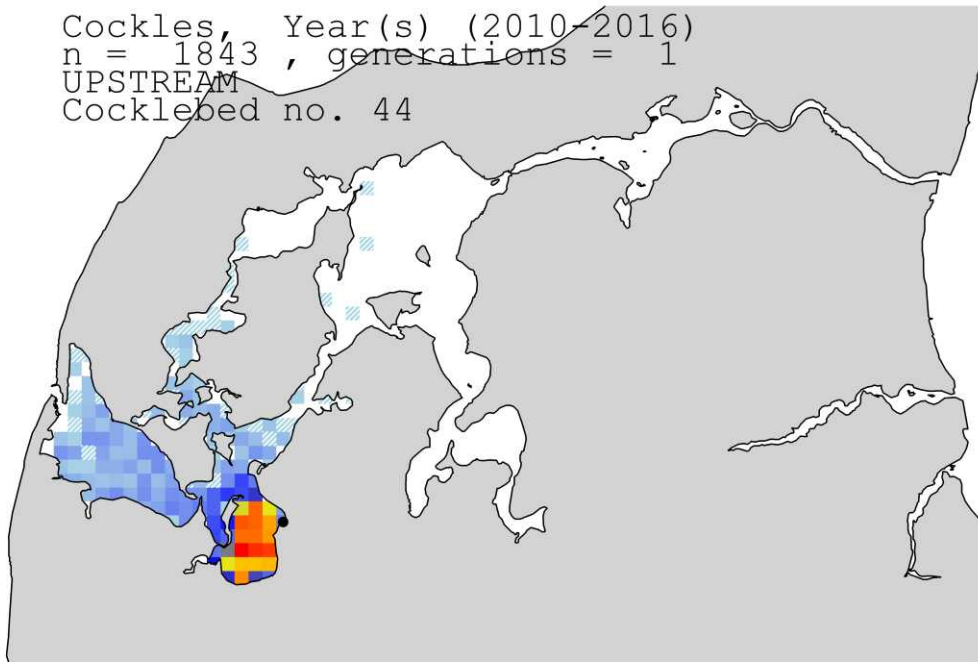 Cockles,  Year(s) (2010-2016)
n =  1843 , generations =  1
UPSTREAM
Cocklebed no. 44